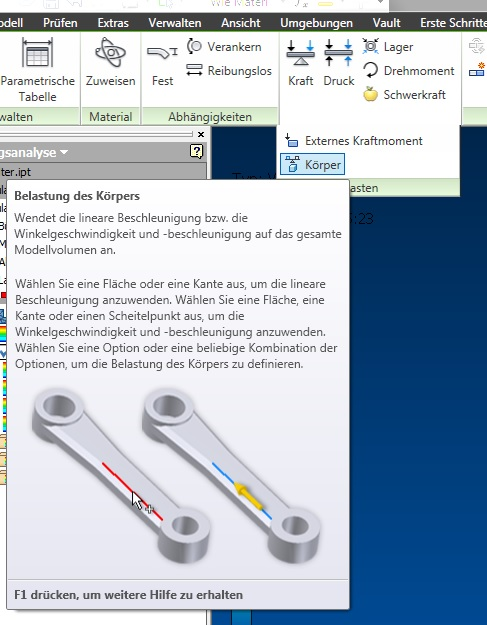 Wie Materi
odell Prüfen Extras Verwalten Ansicht Umgebungen Vault Erste Schritte
Parametrische Tabelle
Zuweisen
Fest
Verankern
Reibungslos
Kraft
Druck
Lager
Drehmoment
Schwerkraft
walten Material Abhängigkeiten
Externes Kraftmoment
Körper
asten
gsanalyse
ter.ipt
:23
Belastung des Körpers
Wendet die lineare Beschleunigung bzw. die
Winkelgeschwindigkeit und -beschleunigung auf das gesamte
Modellvolumen an.
Wählen Sie eine Fläche oder eine Kante aus, um die lineare
Beschleunigung anzuwenden. Wählen Sie eine Fläche, eine
Kante oder einen Scheitelpunkt aus, um die
Winkelgeschwindigkeit und -beschleunigung anzuwenden.
Wählen Sie eine Option oder eine beliebige Kombination der
Optionen, um die Belastung des Körpers zu definieren.
F1 drücken, um weitere Hilfe zu erhalten